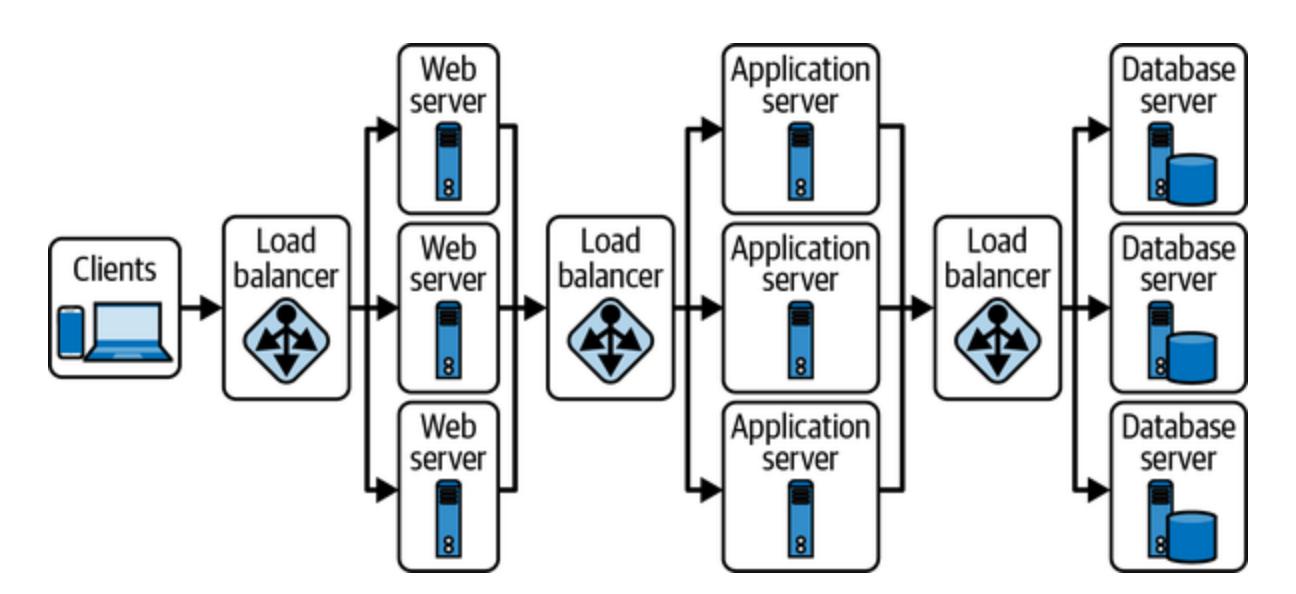 Clients
Load
balancer
Web
server
Web
server
Web
server
Load
balancer
Application
server
Application
server
Application
server
Load
balancer
Database
server
Database
server
Database
server